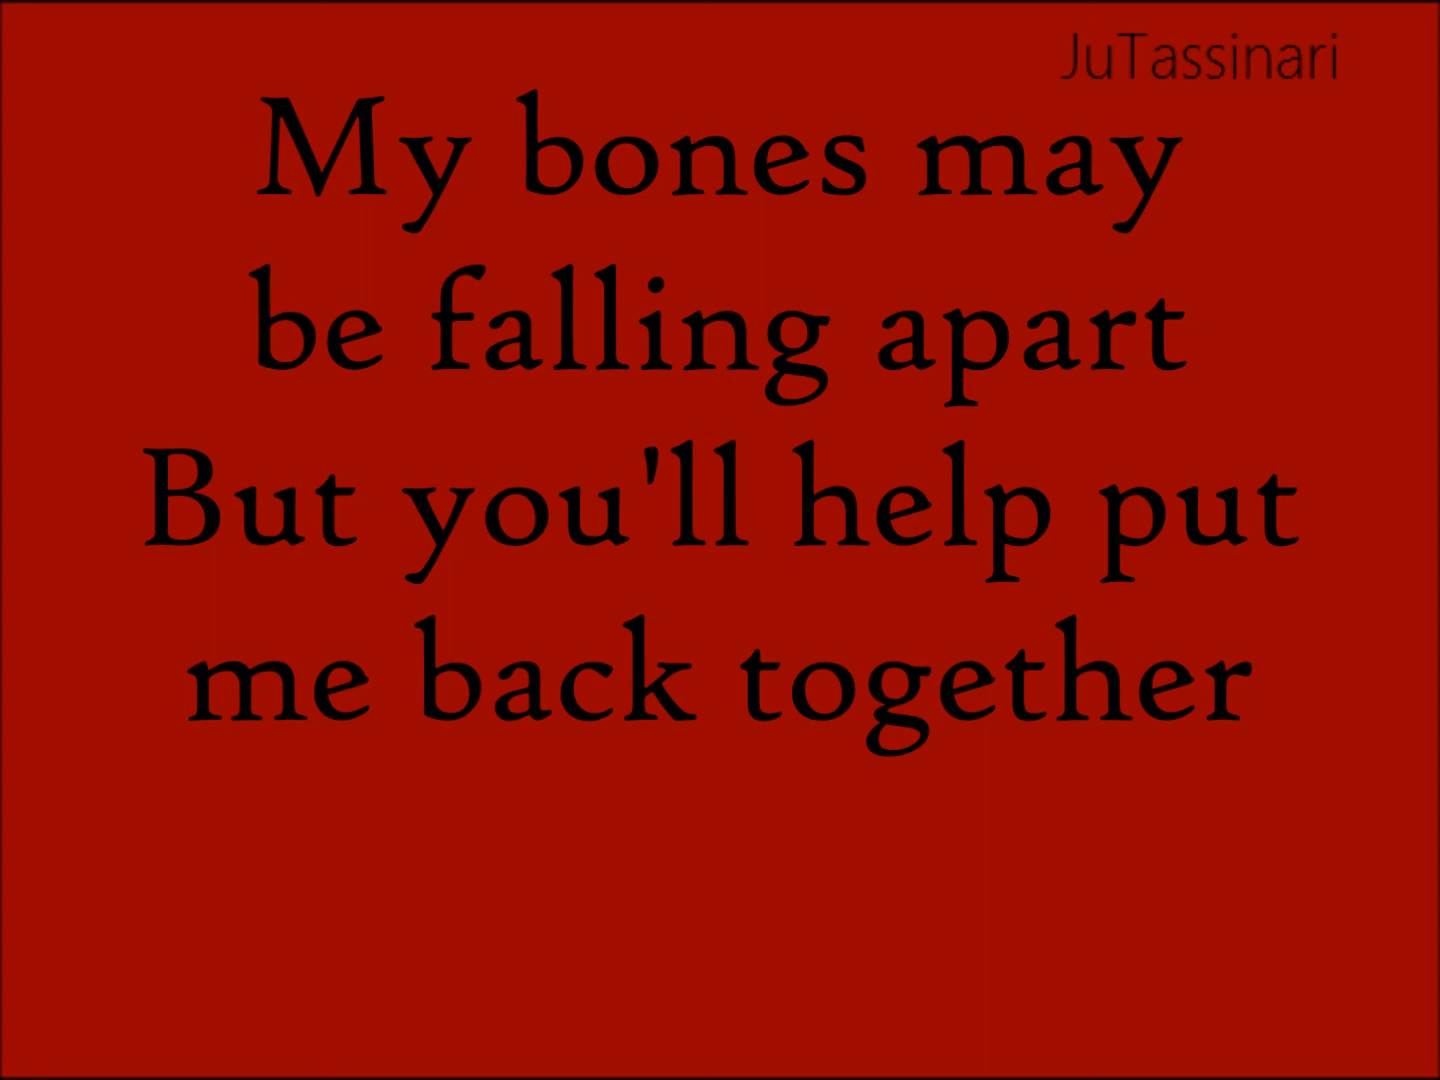 JuTassinari
My bones may
be falling apart
But you'll help put
me back together